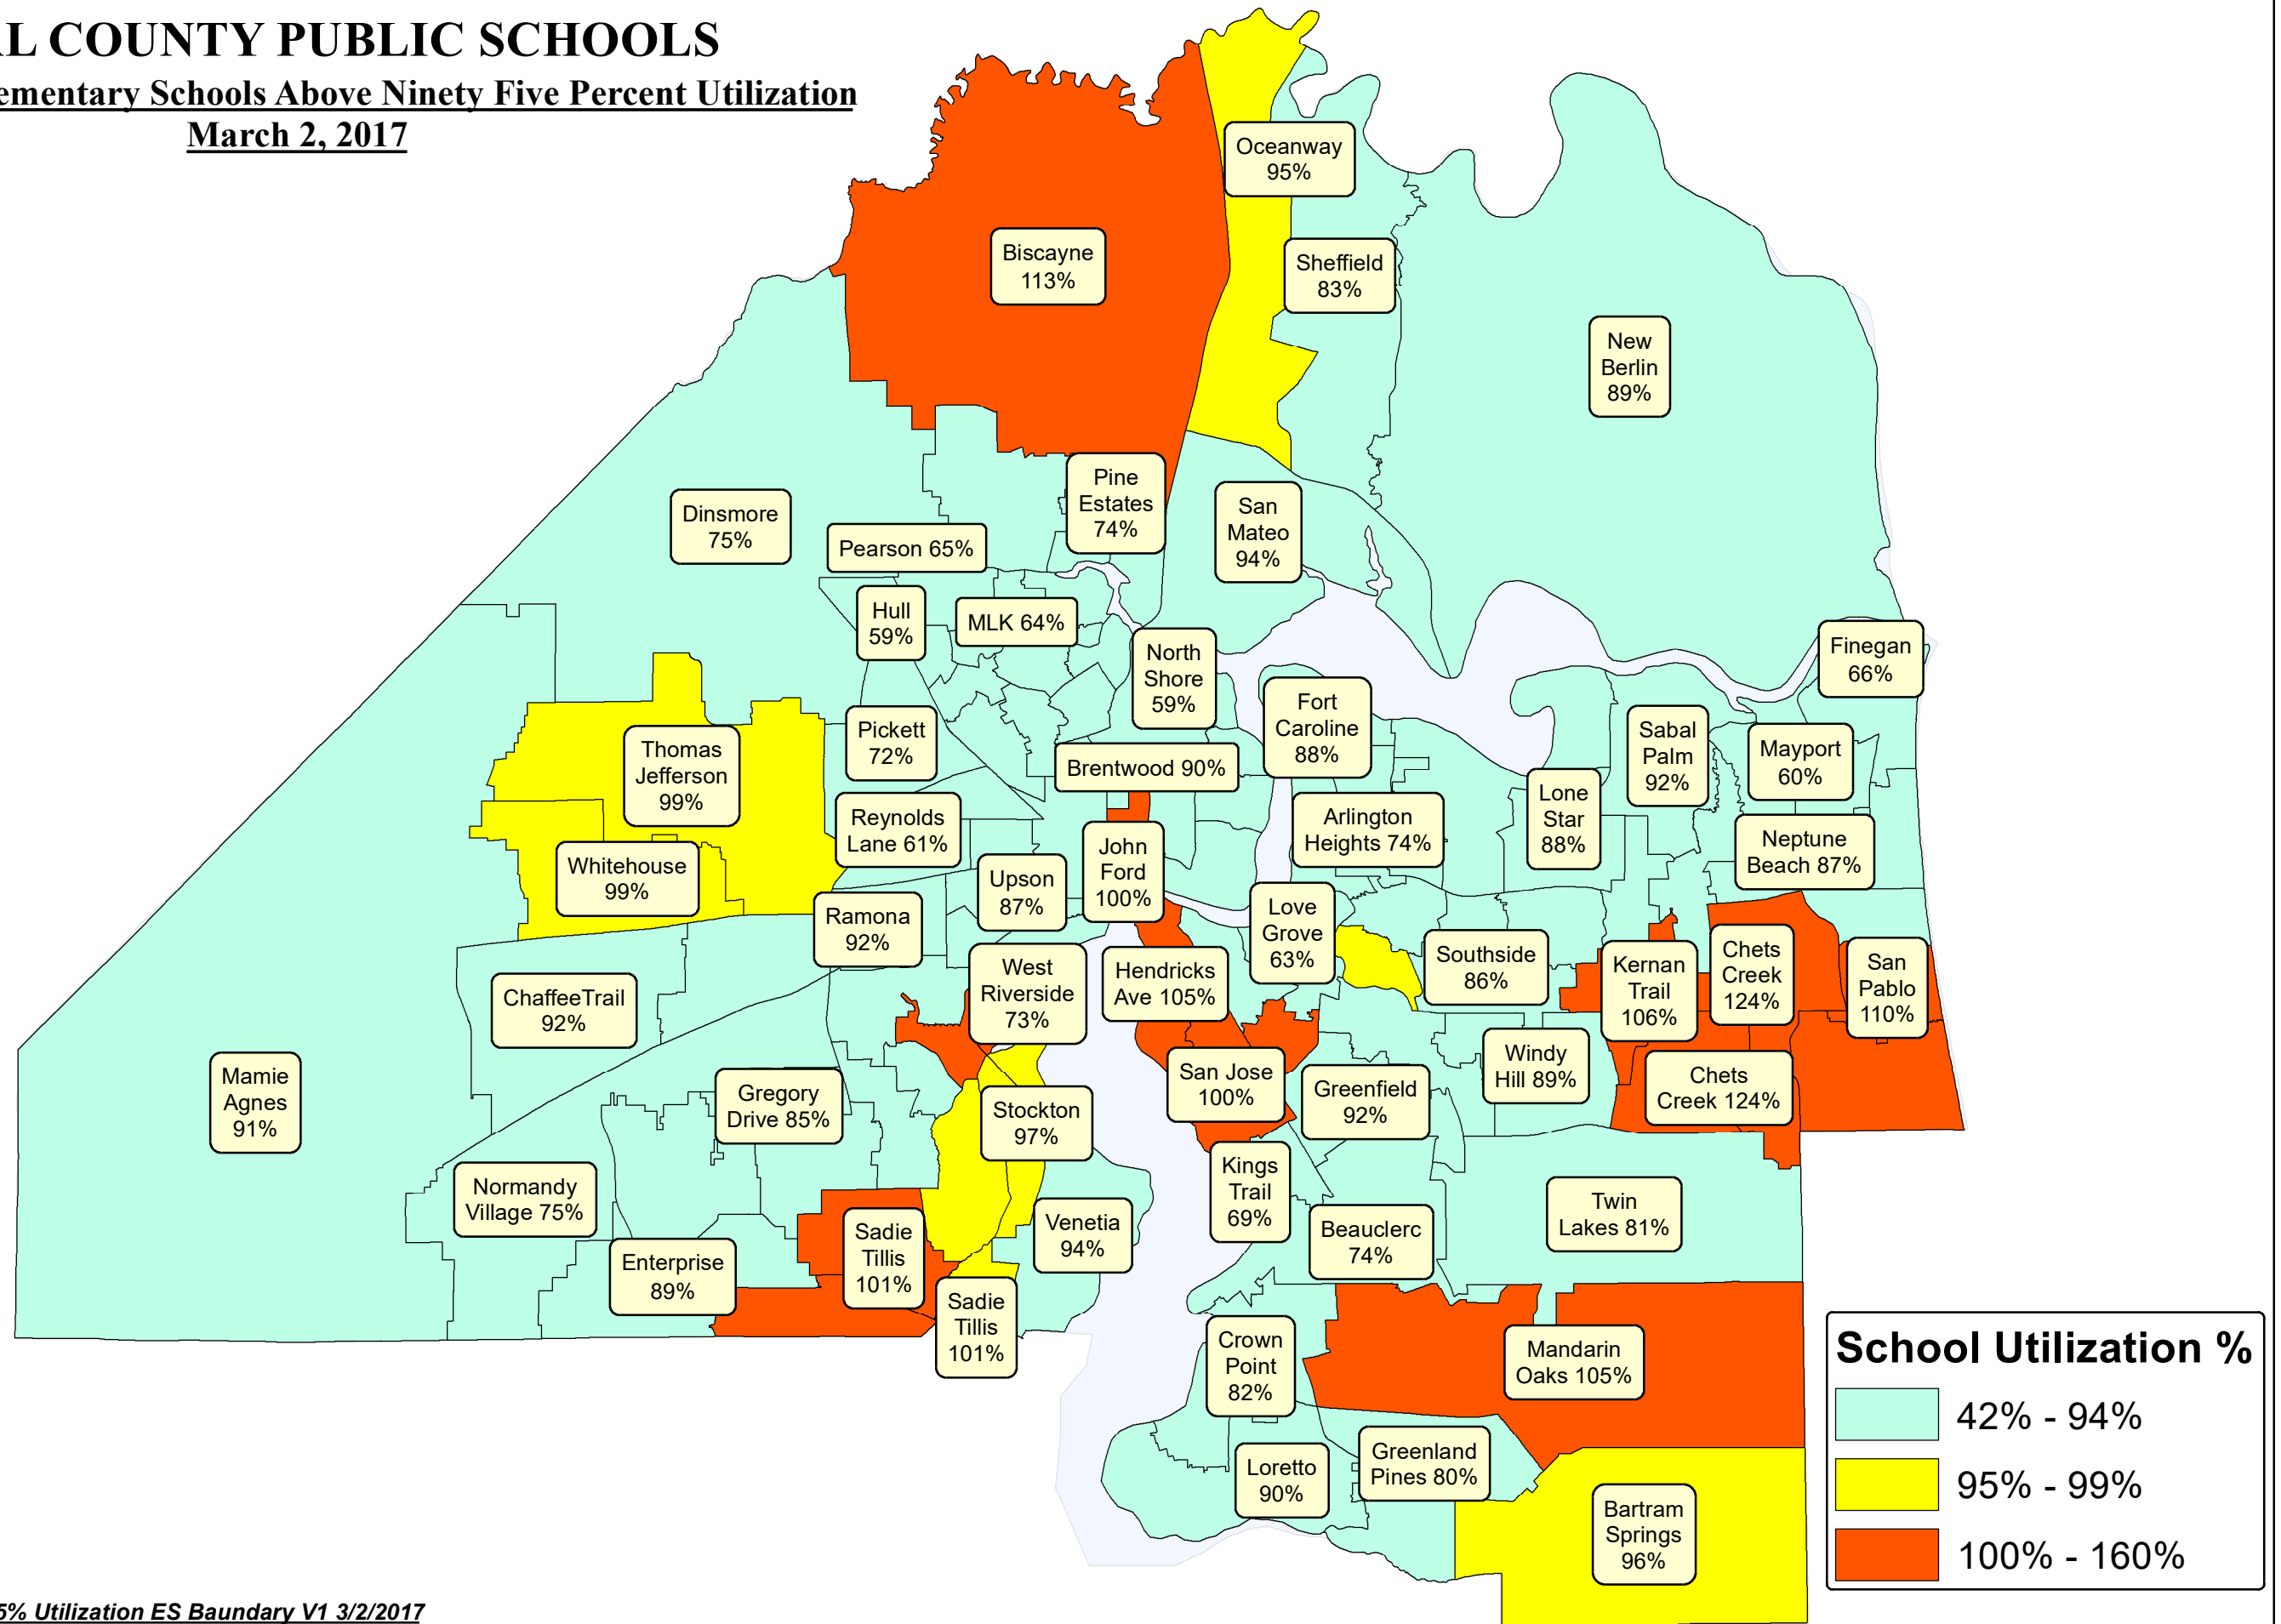 L COUNTY PUBLIC SCHOOLS
ementary Schools Above Ninety Five Percent Utilization
March 2, 2017
Oceanway
95%
Biscayne
113%
Sheffield
83%
New
Berlin
89%
Pine
Estates
74%
San
Mateo
94%
Dinsmore
75%
Pearson 65%
Hull
59%
MLK 64%
North
Shore
59%
Finegan
66%
Fort
Caroline
88%
Sabal
Palm
92%
Mayport
60%
Thomas
Jefferson
99%
Pickett
72%
Brentwood 90%
Lone
Star
88%
Reynolds
Lane 61%
Arlington
Heights 74%
Neptune
Beach 87%
John
Ford
100%
Whitehouse
99%
Upson
87%
Ramona
92%
Love
Grove
63%
Southside
86%
Kernan
Trail
106%
Chets
Creek
124%
San
Pablo
110%
West
Riverside
73%
Hendricks
Ave 105%
ChaffeeTrail
92%
Windy
Hill 89%
Chets
Creek 124%
San Jose
100%
Greenfield
92%
Mamie
Agnes
91%
Gregory
Drive 85%
Stockton
97%
Kings
Trail
69%
Normandy
Village 75%
Twin
Lakes 81%
Venetia
94%
Beauclerc
74%
Sadie
Tillis
101%
Enterprise
89%
Sadie
Tillis
101%
Crown
Point
82%
Mandarin
Oaks 105%
Greenland
Pines 80%
Loretto
90%
Bartram
Springs
96%
School Utilization %
42% - 94%
95% - 99%
100% - 160%
5% Utilization ES Baundary V1 3/2/2017